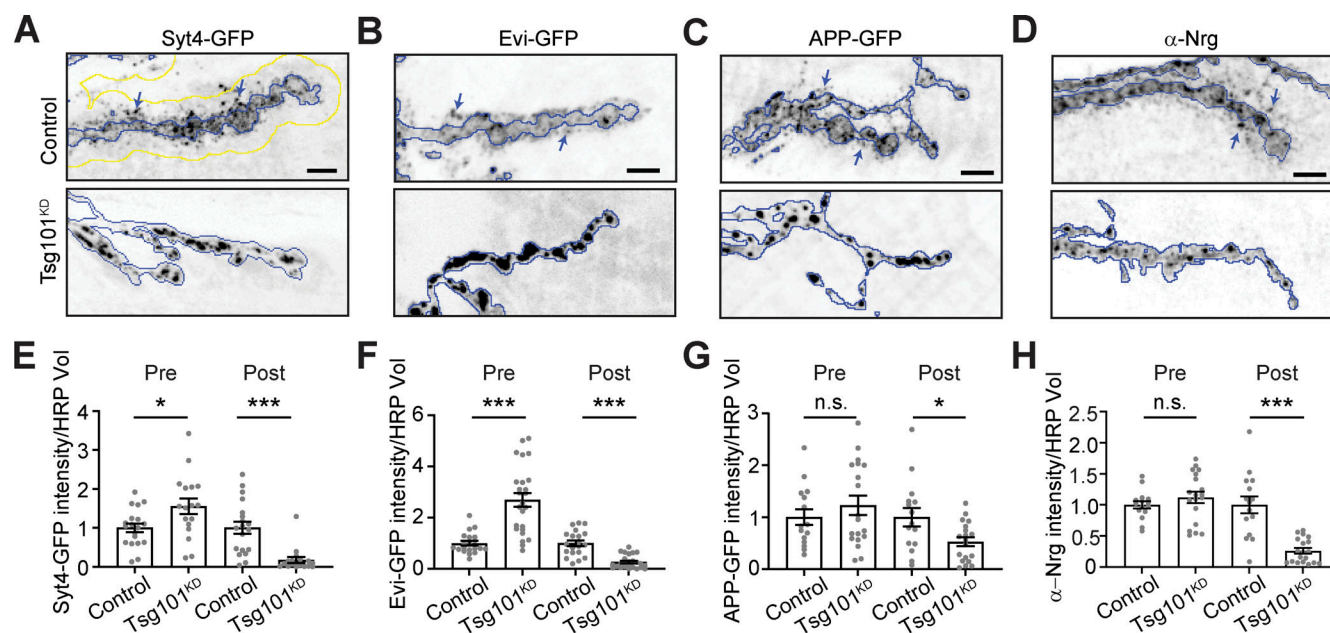 A
Syt4-GFP
B
Evi-GFP
C
APP-GFP
D
α-Nrg
Control
Tsg101KD
E
Pre
Post
*
***
Syt4-GFP intensity/HRP Vol
4
3
2
1
0
Control
Tsg101KD
Control
Tsg101KD
F
Pre
Post
***
***
Evi-GFP intensity/HRP Vol
6
4
2
0
Control
Tsg101KD
Control
Tsg101KD
G
Pre
Post
n.s.
*
APP-GFP intensity/HRP Vol
3
2
1
0
Control
Tsg101KD
Control
Tsg101KD
H
Pre
Post
n.s.
***
α–Nrg intensity/HRP Vol
2.5
2.0
1.5
1.0
0.5
0
Control
Tsg101KD
Control
Tsg101KD